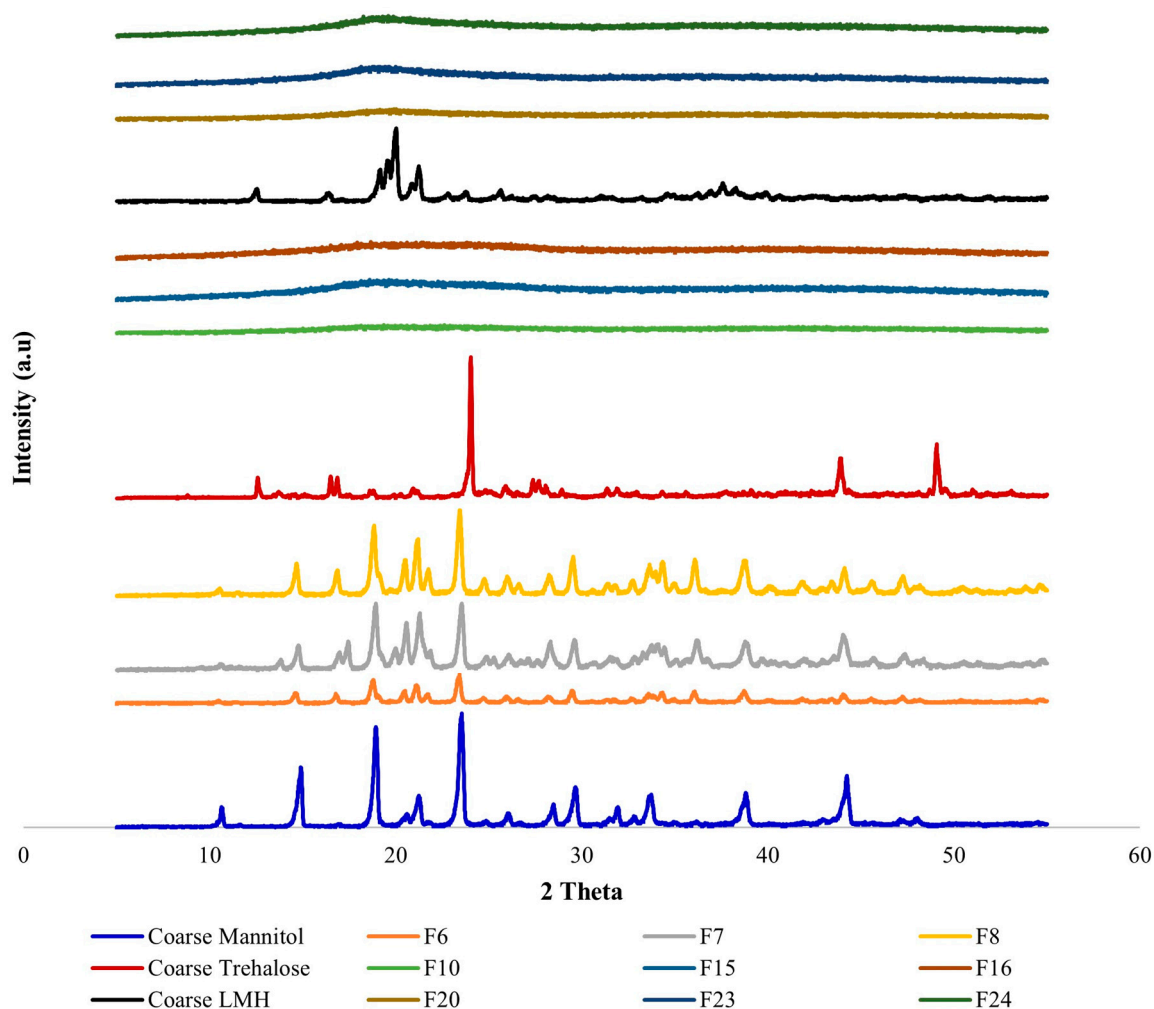 Intensity (a.u)
0 10 20 30 40 50 60
2 Theta
Coarse Mannitol F6 F7 F8
Coarse Trehalose F10 F15 F16
Coarse LMH F20 F23 F24